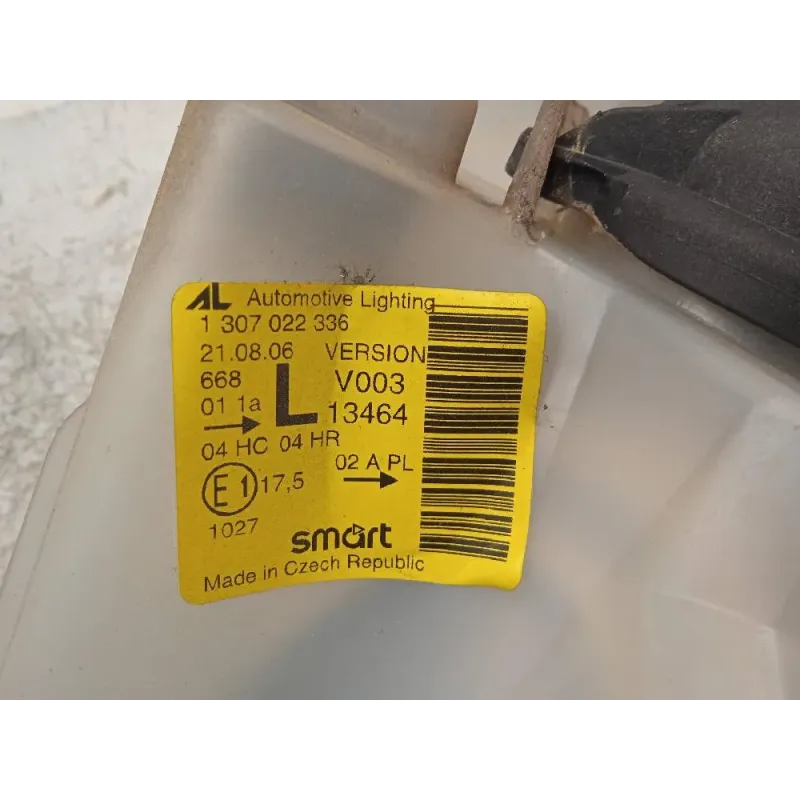 AL Automotive Lighting
1 307 022 336
21.08.06 VERSION
668 L V003
01 1a 13464
04 HC 04 HR
02 A PL
E1 17,5
1027
smart
Made in Czech Republic